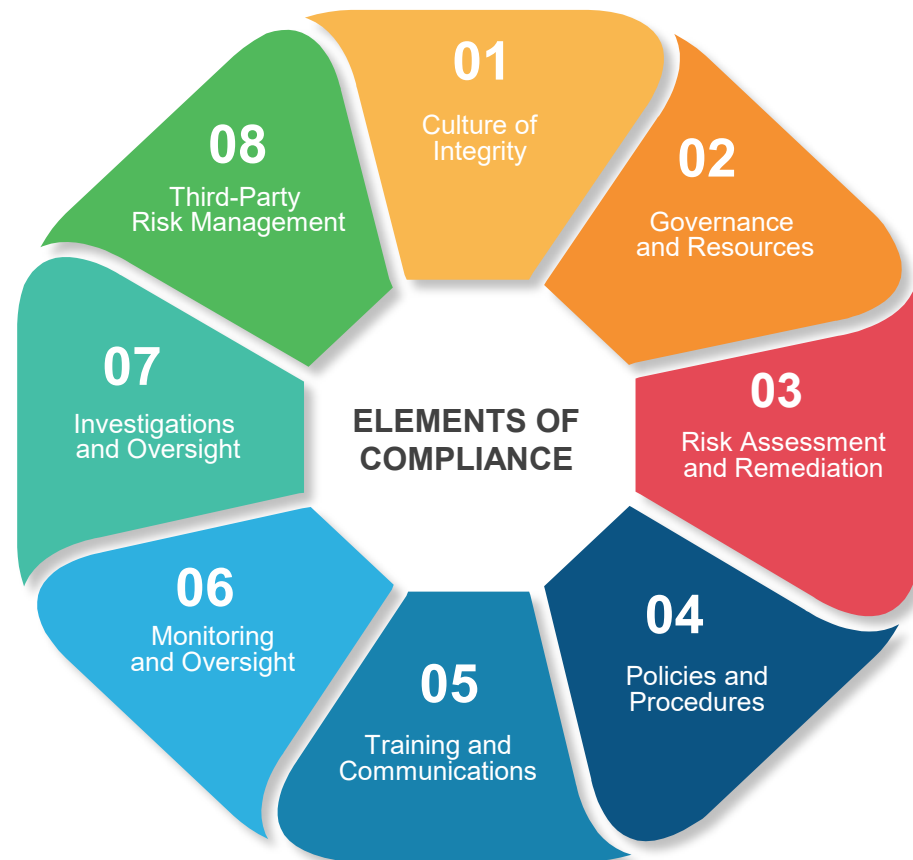 01
Culture of
Integrity
02
Governance
and Resources
03
Risk Assessment
and Remediation
04
Policies and
Procedures
05
Training and
Communications
06
Monitoring
and Oversight
07
Investigations
and Oversight
08
Third-Party
Risk Management
ELEMENTS OF
COMPLIANCE